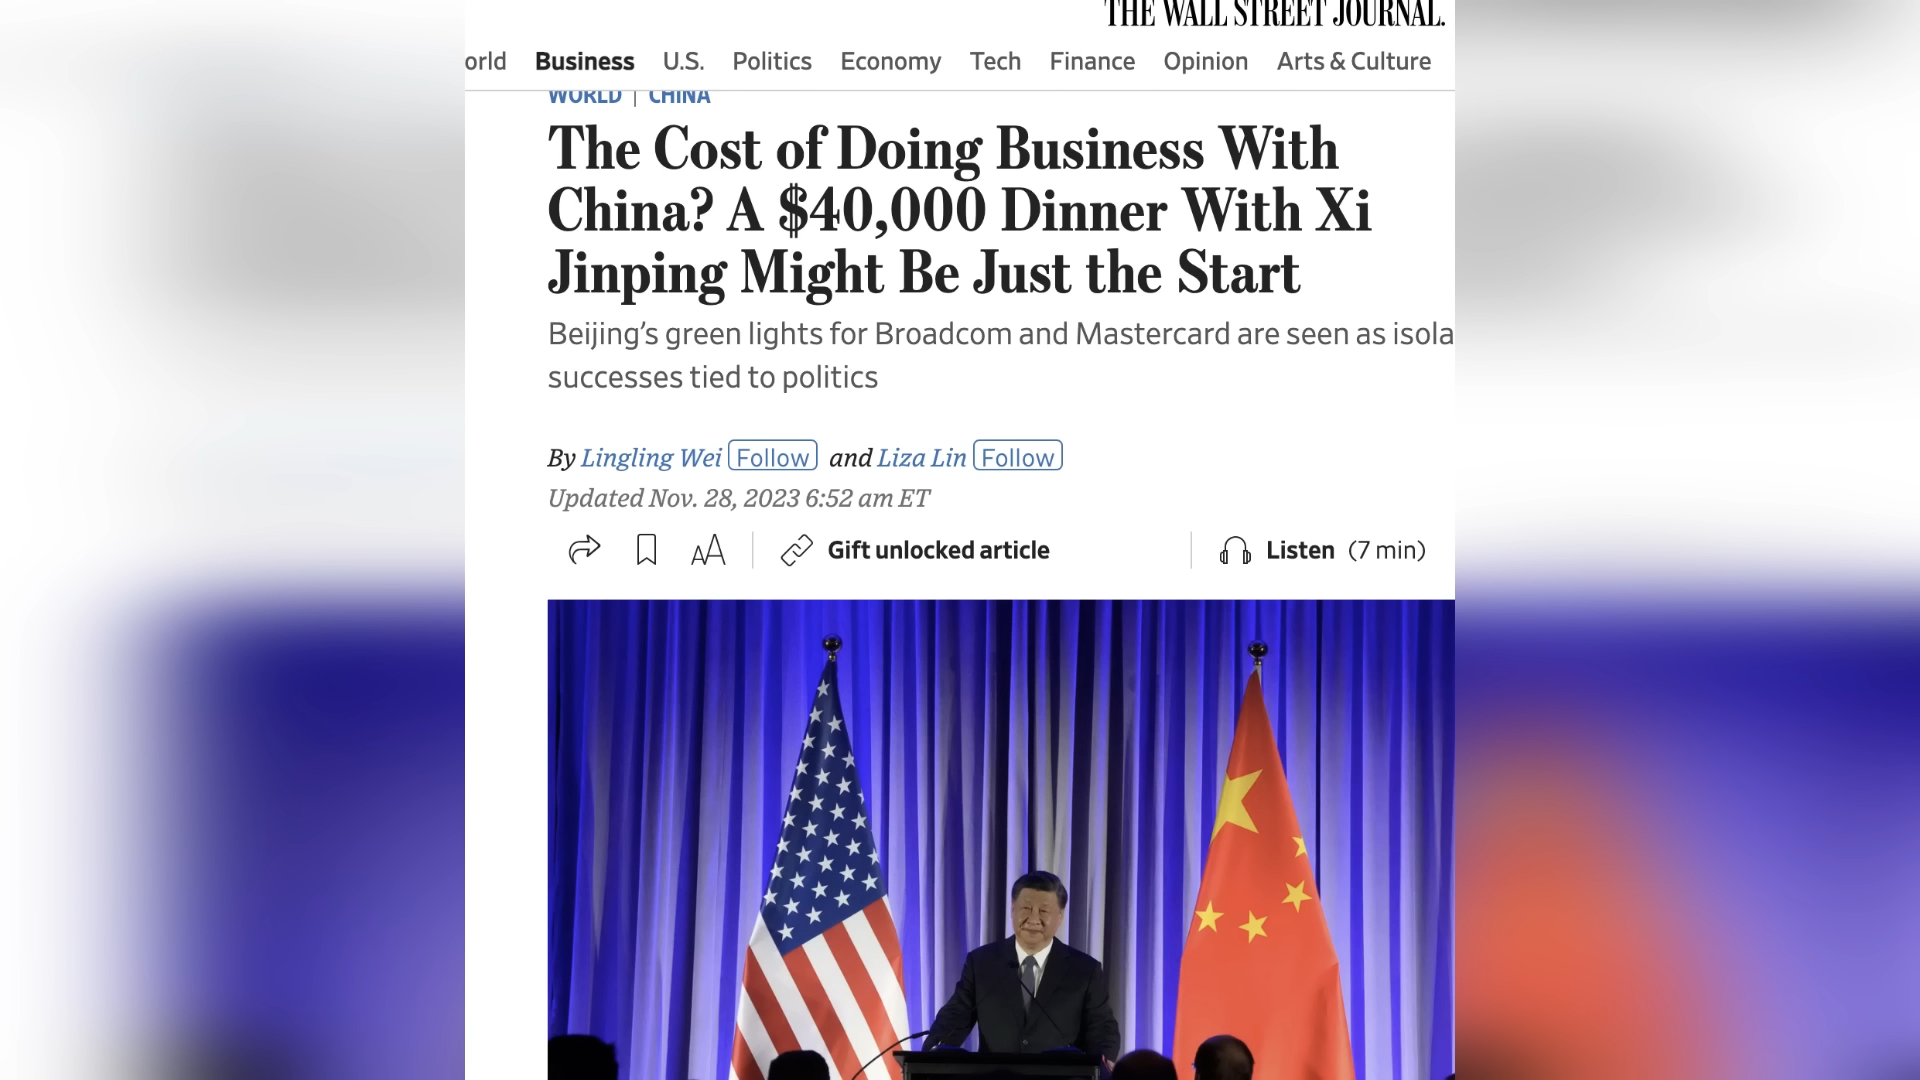 THE WALL STREET JOURNAL.
orld Business U.S. Politics Economy Tech Finance Opinion Arts & Culture
WORLD | CHINA
The Cost of Doing Business With
China? A $40,000 Dinner With Xi
Jinping Might Be Just the Start
Beijing’s green lights for Broadcom and Mastercard are seen as isola
successes tied to politics
By Lingling Wei Follow and Liza Lin Follow
Updated Nov. 28, 2023 6:52 am ET
AA Gift unlocked article Listen (7 min)